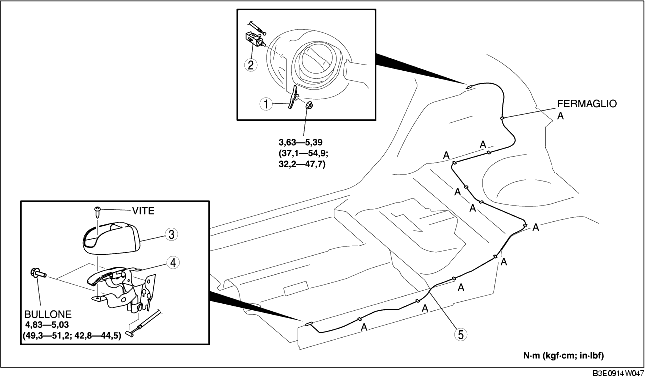 2
1
3,63—5,39
(37,1—54,9;
32,2—47,7)
FERMAGLIO
A
A
A
A
A
A
A
A
A
A
5
VITE
3
4
BULLONE
4,83—5,03
(49,3—51,2; 42,8—44,5)
N·m (kgf·cm; in·lbf)
B3E0914W047